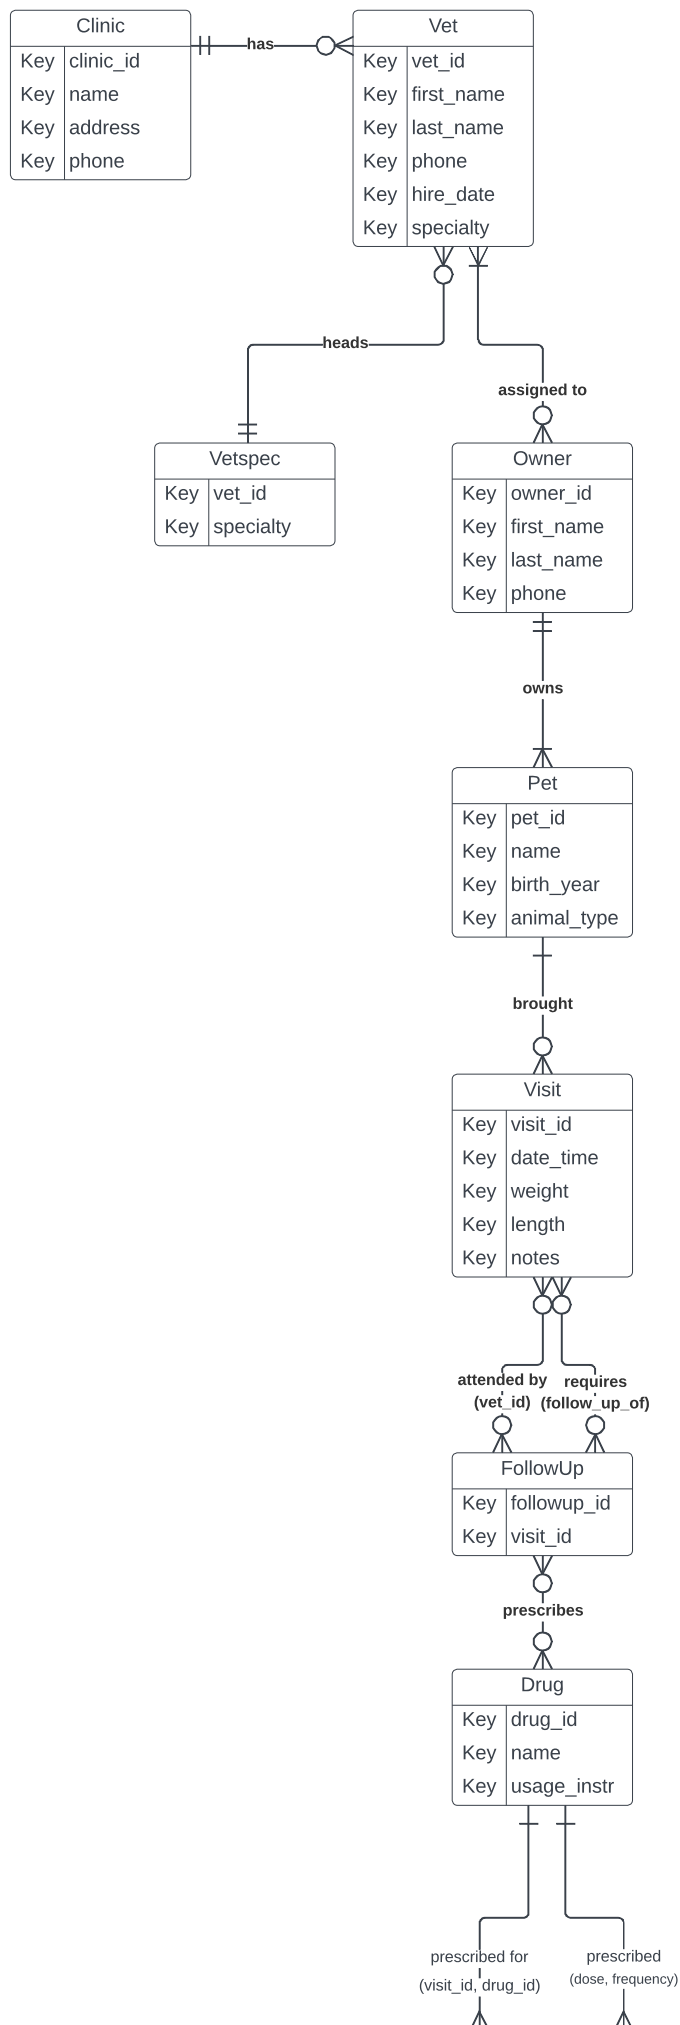 Clinic
Key clinic_id
Key name
Key address
Key phone
has
Vet
Key vet_id
Key first_name
Key last_name
Key phone
Key hire_date
Key specialty
heads
assigned to
Vetspec
Key vet_id
Key specialty
Owner
Key owner_id
Key first_name
Key last_name
Key phone
owns
Pet
Key pet_id
Key name
Key birth_year
Key animal_type
brought
Visit
Key visit_id
Key date_time
Key weight
Key length
Key notes
attended by
(vet_id)
requires
(follow_up_of)
FollowUp
Key followup_id
Key visit_id
prescribes
Drug
Key drug_id
Key name
Key usage_instr
prescribed for
(visit_id, drug_id)
prescribed
(dose, frequency)